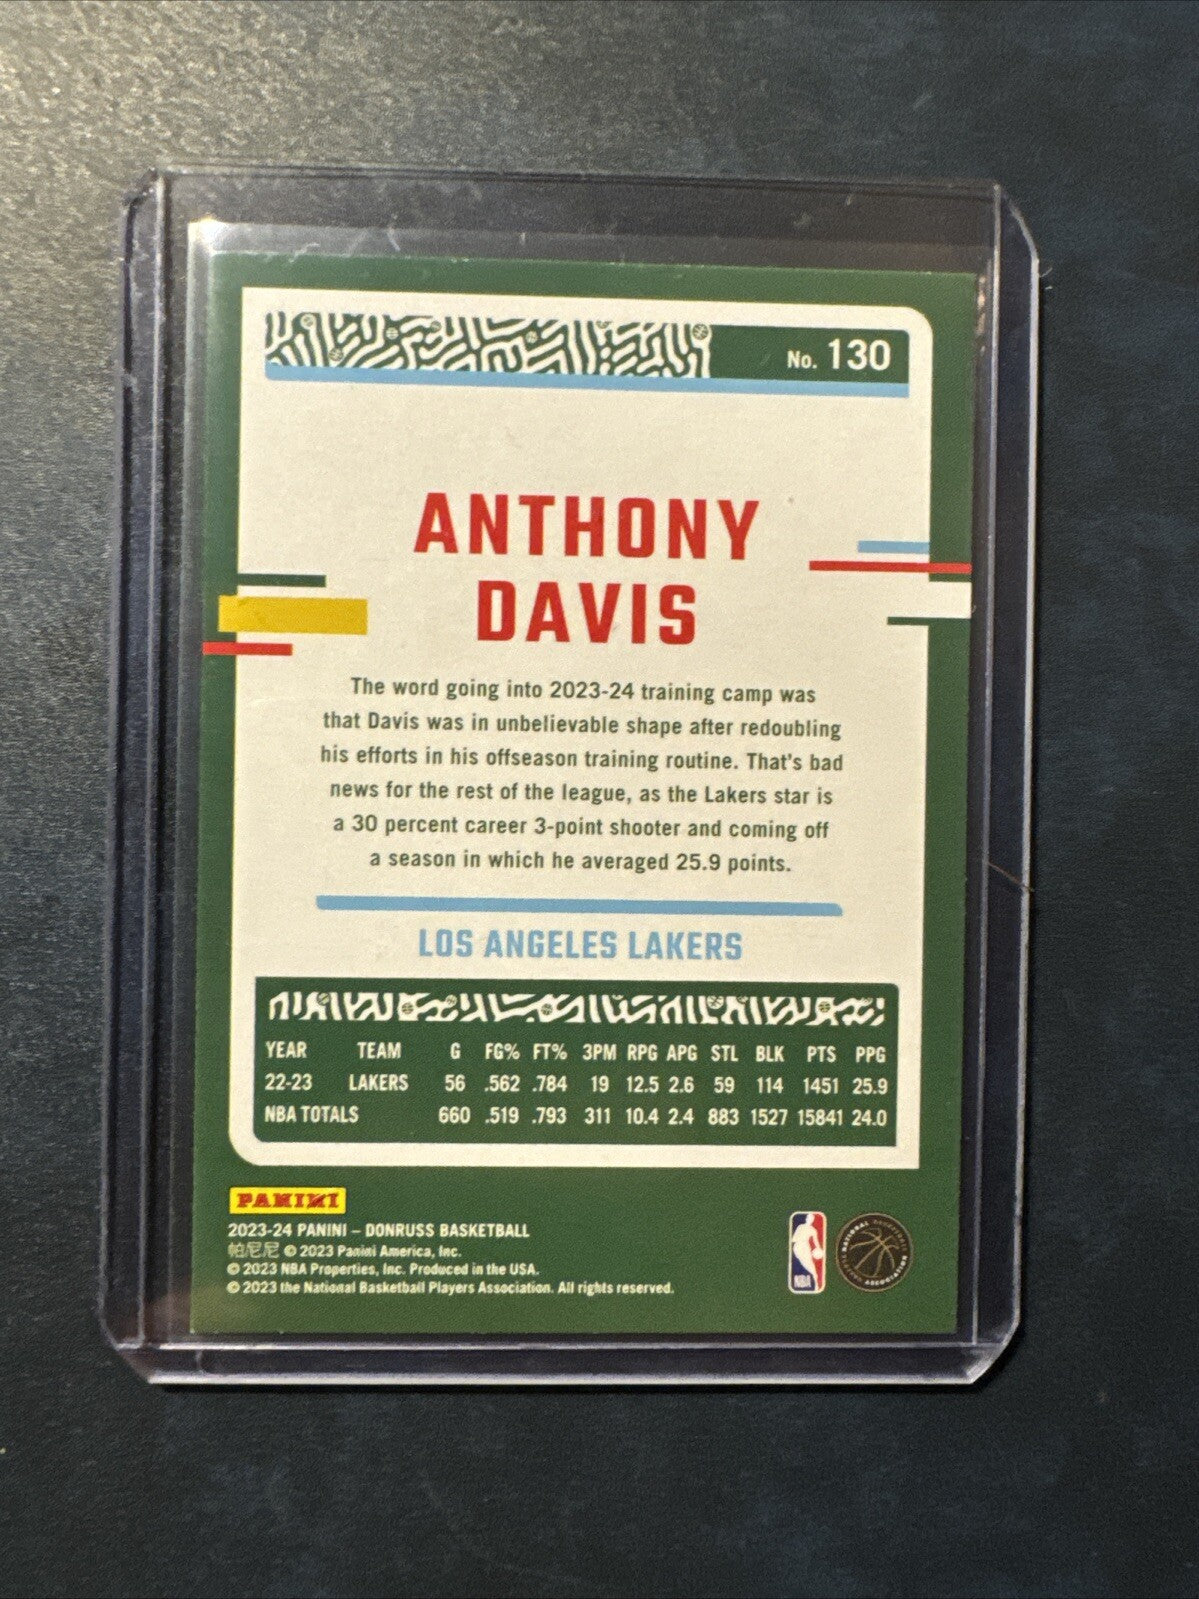 No. 130
ANTHONY
DAVIS
The word going into 2023-24 training camp was
that Davis was in unbelievable shape after redoubling
his efforts in his offseason training routine. That's bad
news for the rest of the league, as the Lakers star is
a 30 percent career 3-point shooter and coming off
a season in which he averaged 25.9 points.
LOS ANGELES LAKERS
YEAR TEAM G FG% FT% 3PM RPG APG STL BLK PTS PPG
22-23 LAKERS 56 .562 .784 19 12.5 2.6 59 114 1451 25.9
NBA TOTALS 660 .519 .793 311 10.4 2.4 883 1527 15841 24.0
PANINI
2023-24 PANINI – DONRUSS BASKETBALL
帕尼尼 © 2023 Panini America, Inc.
© 2023 NBA Properties, Inc. Produced in the USA.
© 2023 the National Basketball Players Association. All rights reserved.
NBA
NATIONAL BASKETBALL PLAYERS ASSOCIATION